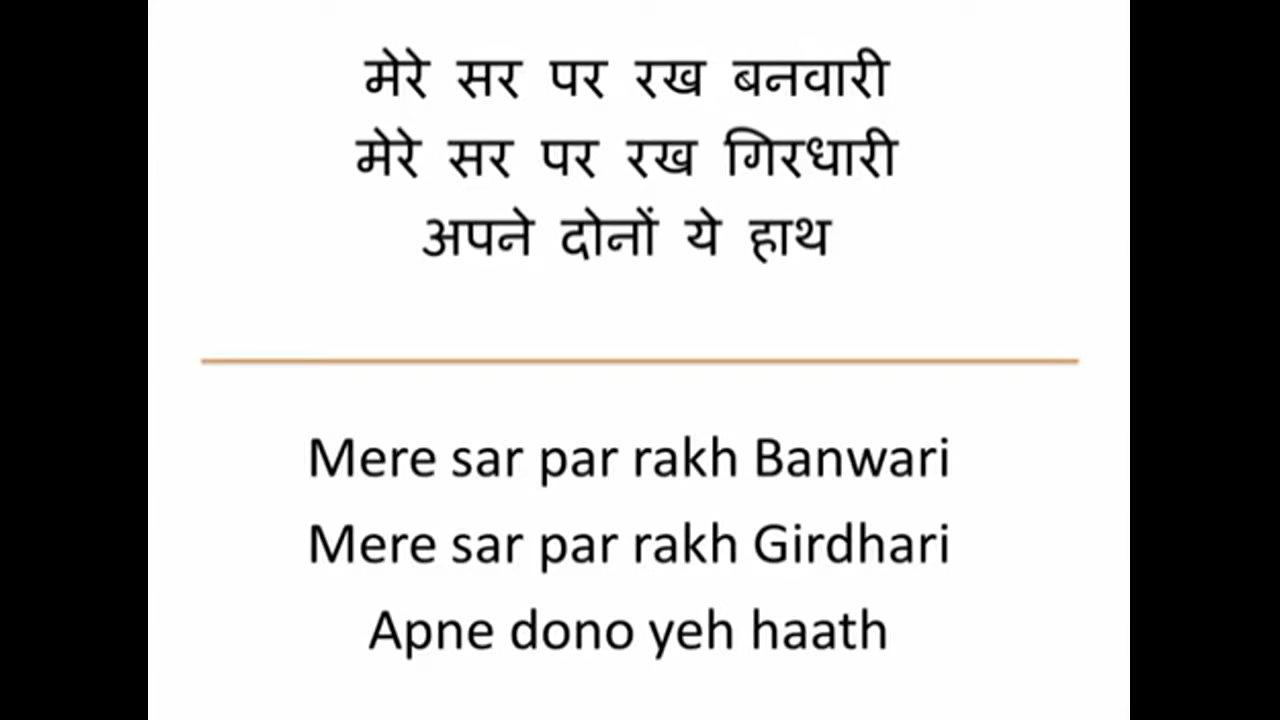 मेरे सर पर रख बनवारी
मेरे सर पर रख गिरधारी
अपने दोनों ये हाथ
Mere sar par rakh Banwari
Mere sar par rakh Girdhari
Apne dono yeh haath